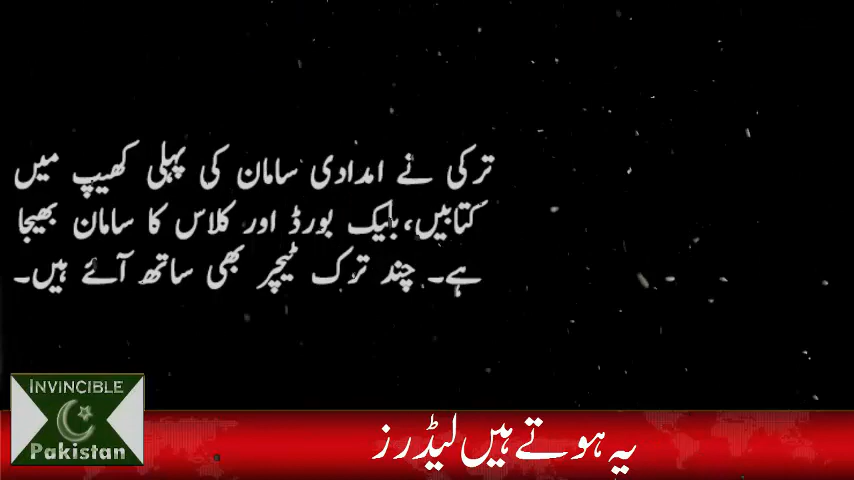 ترکی نے امدادی سامان کی پہلی کھیپ میں
کتابیں، بلیک بورڈ اور کلاس کا سامان بھیجا
ہے۔ چند ترک ٹیچر بھی ساتھ آئے ہیں۔
INVINCIBLE
Pakistan
یہ ہوتے ہیں لیڈرز